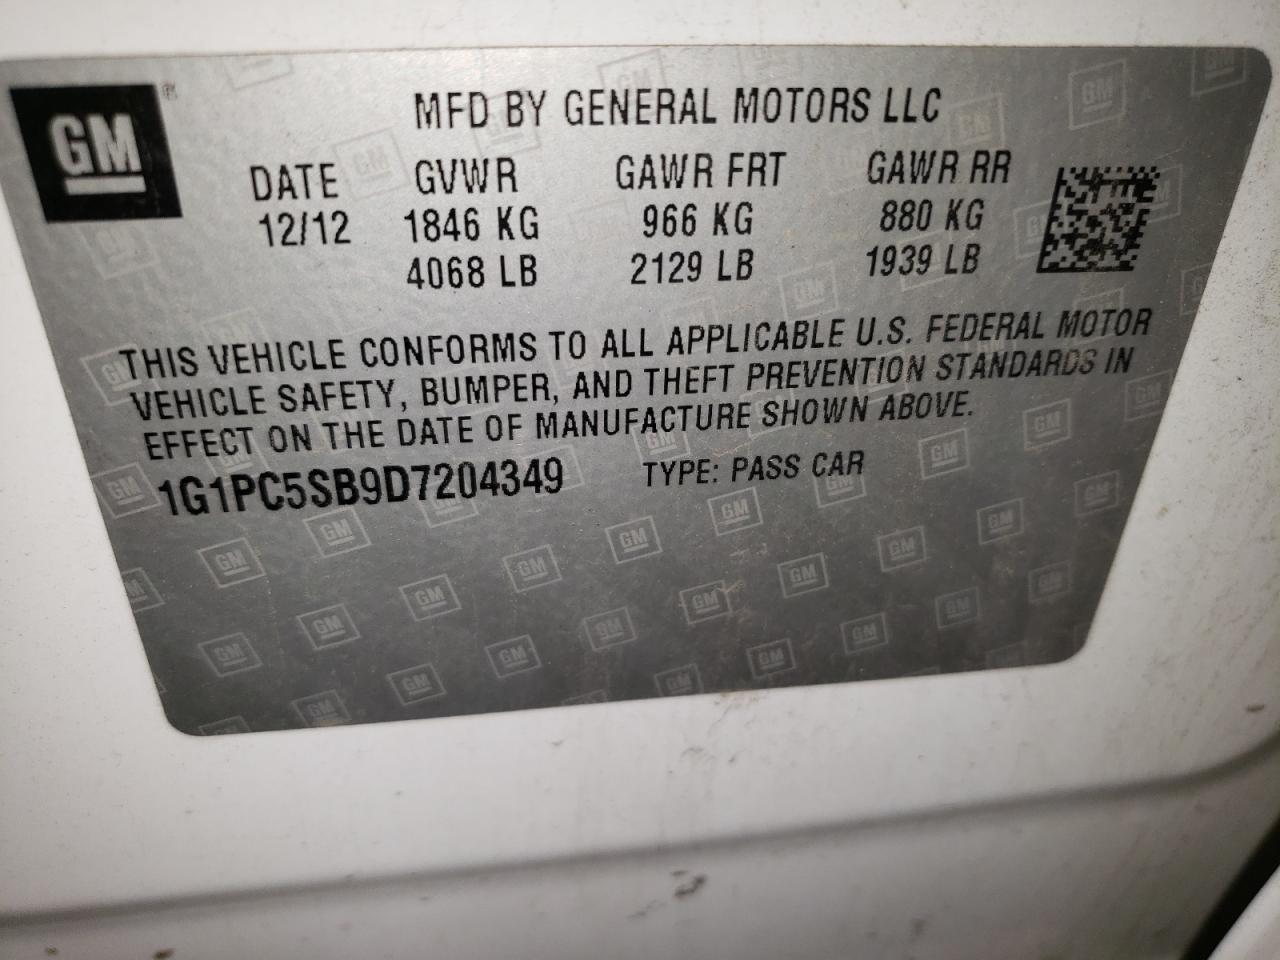 GM
MFD BY GENERAL MOTORS LLC
DATE GVWR GAWR FRT GAWR RR
12/12 1846 KG 966 KG 880 KG
4068 LB 2129 LB 1939 LB
THIS VEHICLE CONFORMS TO ALL APPLICABLE U.S. FEDERAL MOTOR
VEHICLE SAFETY, BUMPER, AND THEFT PREVENTION STANDARDS IN
EFFECT ON THE DATE OF MANUFACTURE SHOWN ABOVE.
1G1PC5SB9D7204349 TYPE: PASS CAR